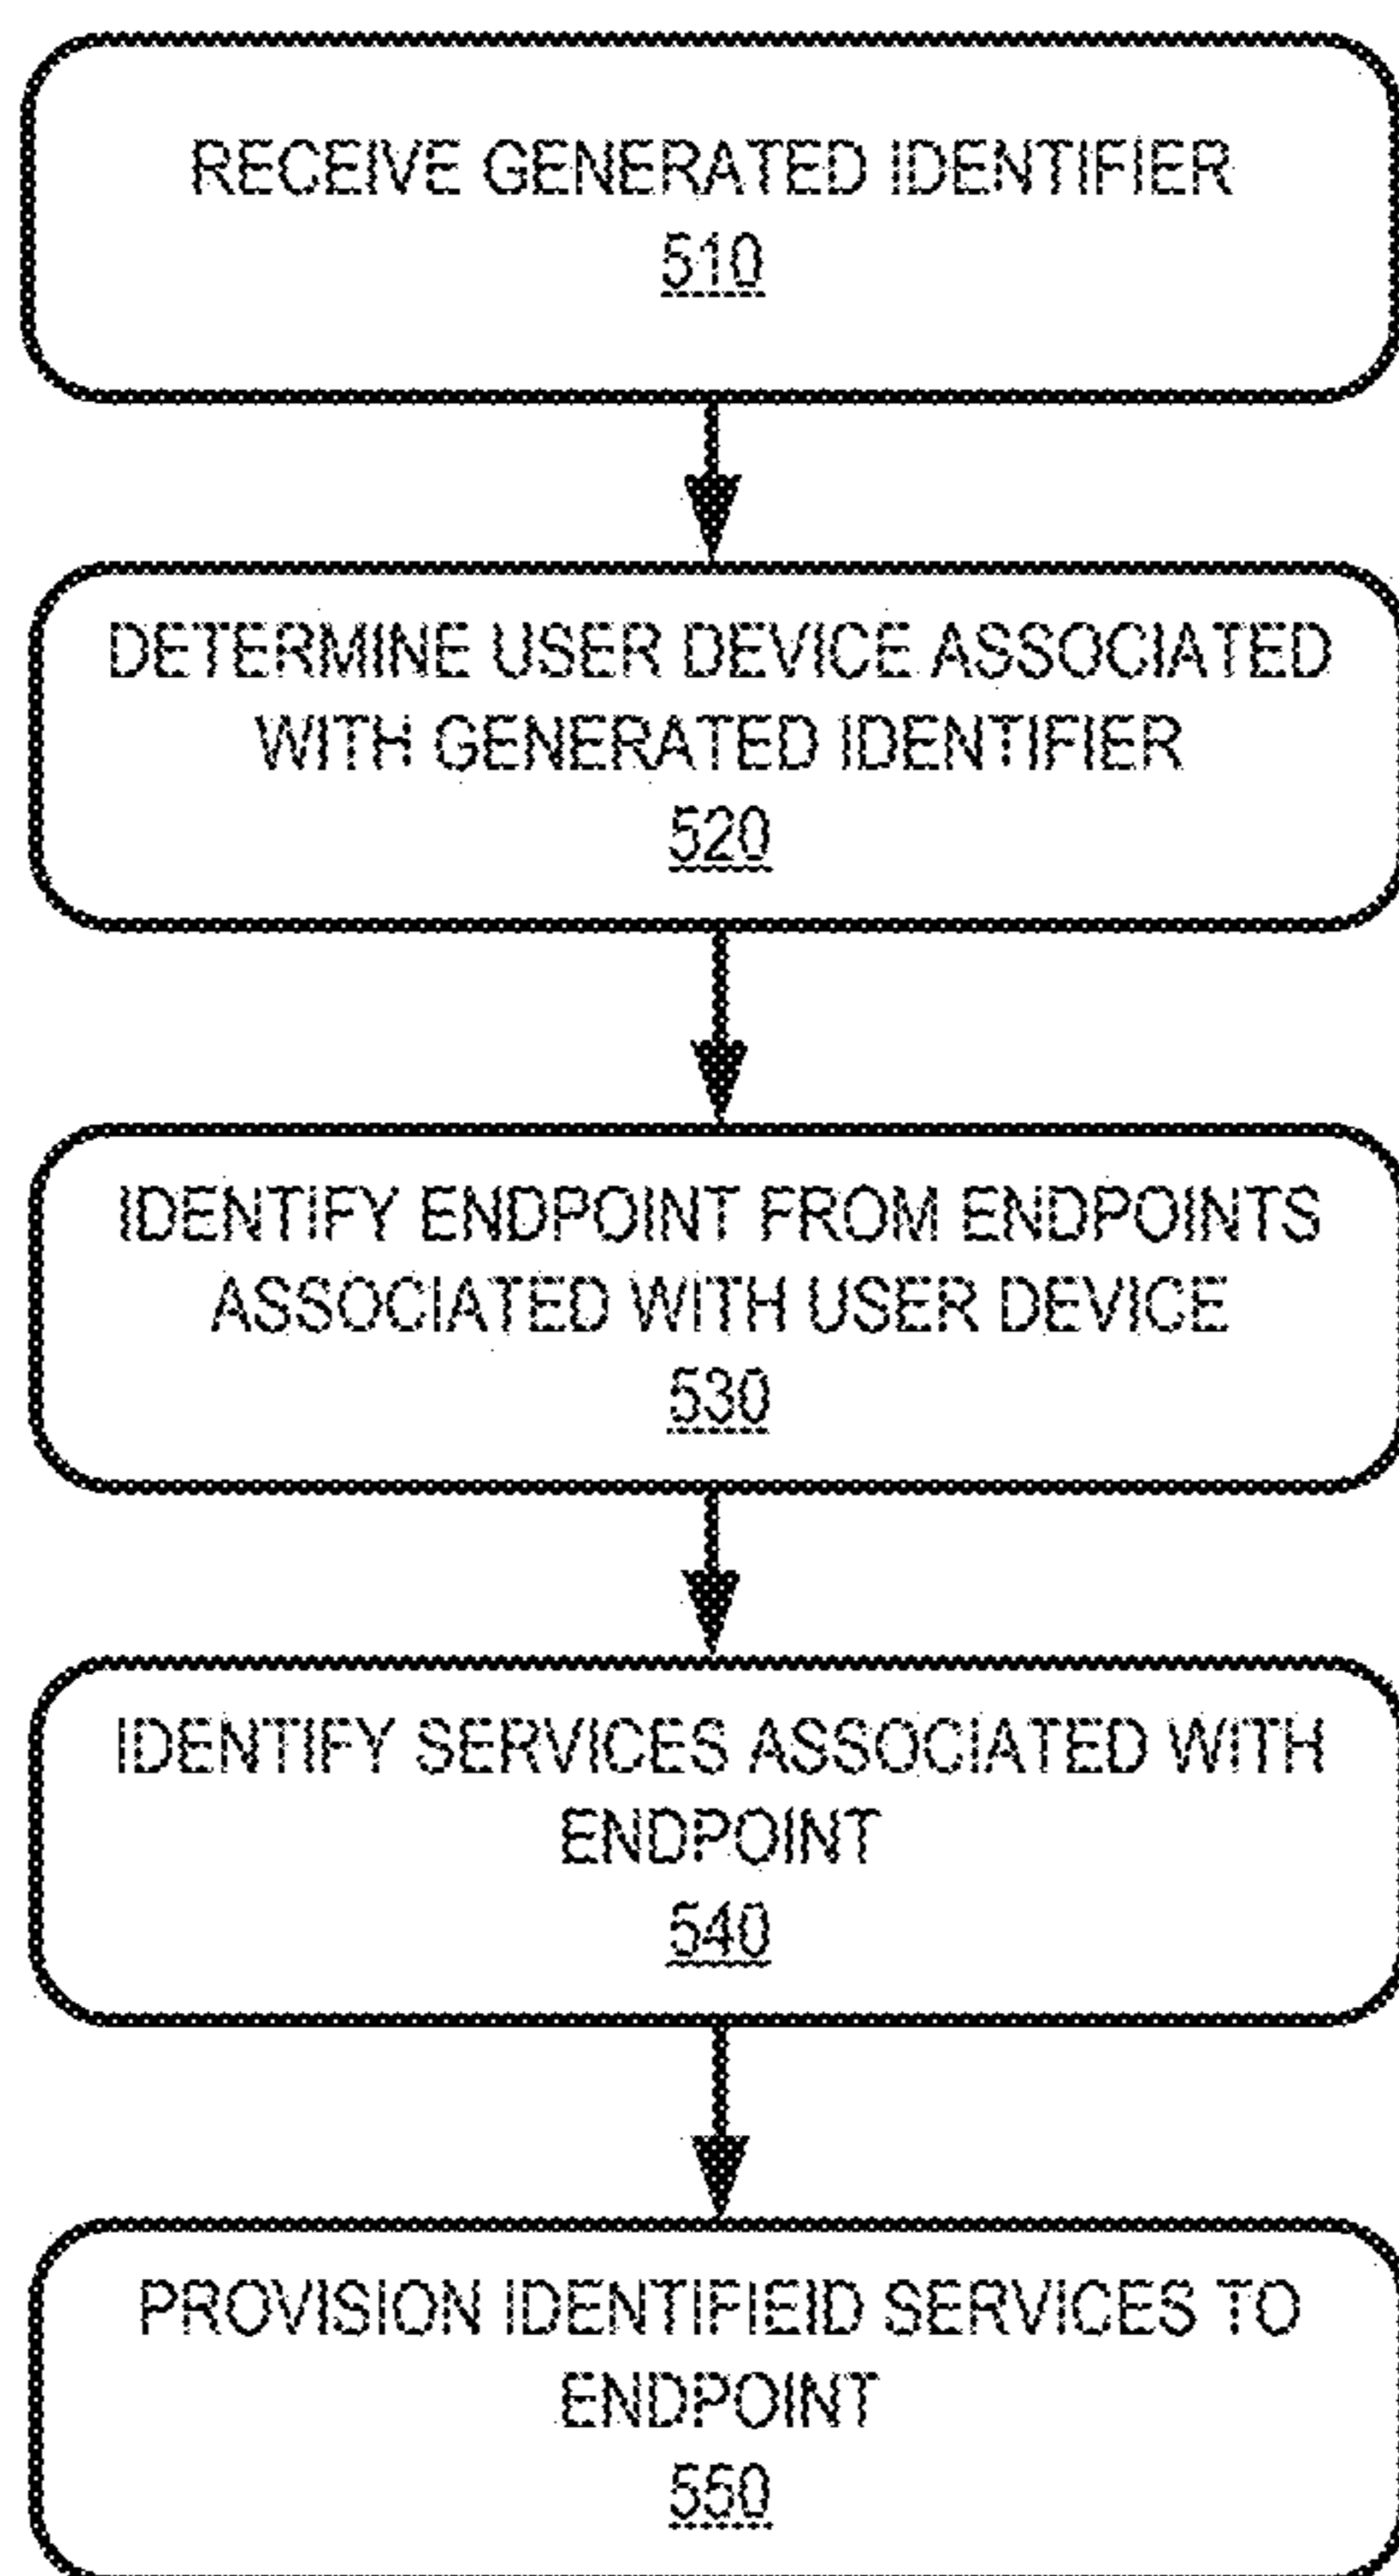 RECEIVE GENERATED IDENTIFIER
510
DETERMINE USER DEVICE ASSOCIATED
WITH GENERATED IDENTIFIER
520
IDENTIFY ENDPOINT FROM ENDPOINTS
ASSOCIATED WITH USER DEVICE
530
IDENTIFY SERVICES ASSOCIATED WITH
ENDPOINT
540
PROVISION IDENTIFIEID SERVICES TO
ENDPOINT
550